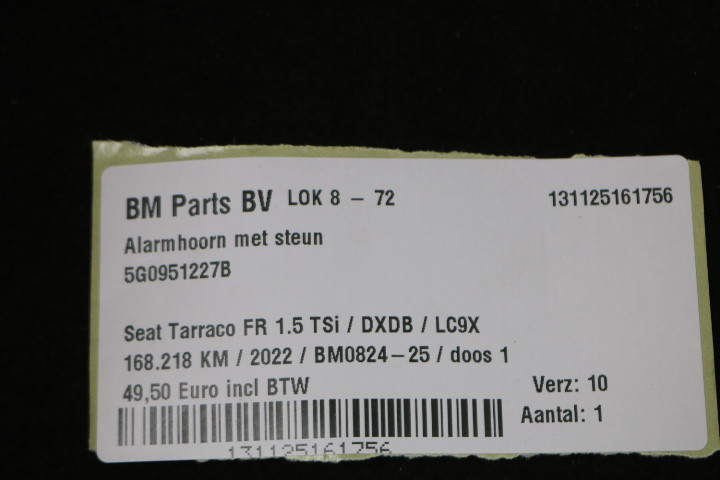 BM Parts BV LOK 8 - 72 131125161756
Alarmhoorn met steun
5G0951227B
Seat Tarraco FR 1.5 TSi / DXDB / LC9X
168.218 KM / 2022 / BM0824-25 / doos 1
49,50 Euro incl BTW Verz: 10
Aantal: 1
131125161756